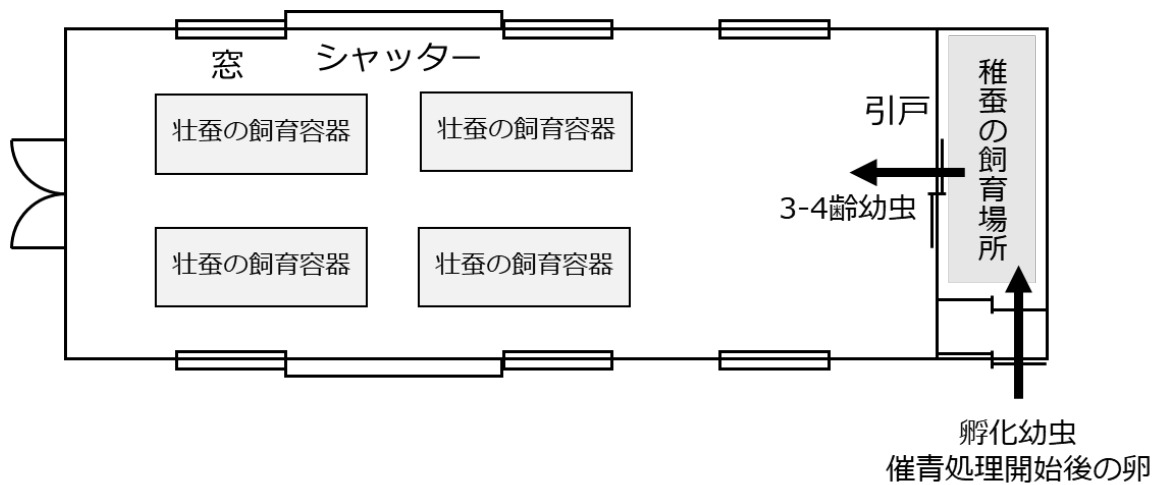 窓
シャッター
壮蚕の飼育容器
壮蚕の飼育容器
引戸
稚蚕の飼育場所
3-4齢幼虫
壮蚕の飼育容器
壮蚕の飼育容器
孵化幼虫
催青処理開始後の卵